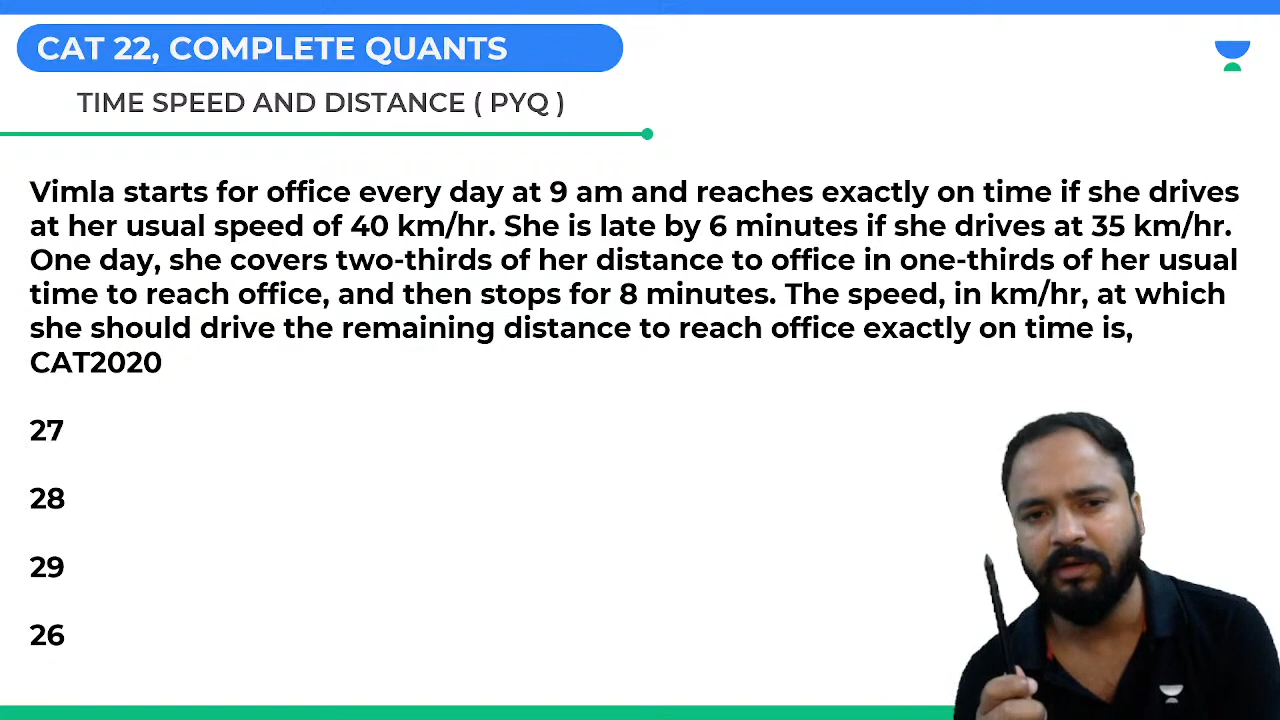 CAT 22, COMPLETE QUANTS
TIME SPEED AND DISTANCE ( PYQ )
Vimla starts for office every day at 9 am and reaches exactly on time if she drives
at her usual speed of 40 km/hr. She is late by 6 minutes if she drives at 35 km/hr.
One day, she covers two-thirds of her distance to office in one-thirds of her usual
time to reach office, and then stops for 8 minutes. The speed, in km/hr, at which
she should drive the remaining distance to reach office exactly on time is,
CAT2020
27
28
29
26